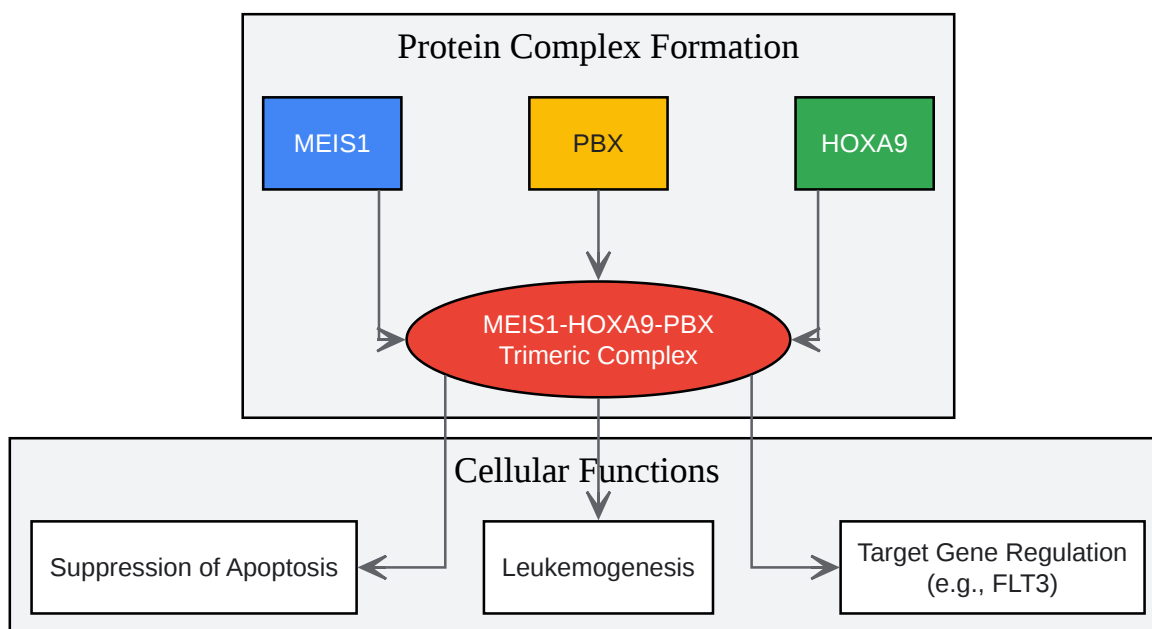 Protein Complex Formation
MEIS1
PBX
HOXA9
MEIS1-HOXA9-PBX
Trimeric Complex
Cellular Functions
Suppression of Apoptosis
Leukemogenesis
Target Gene Regulation
(e.g., FLT3)